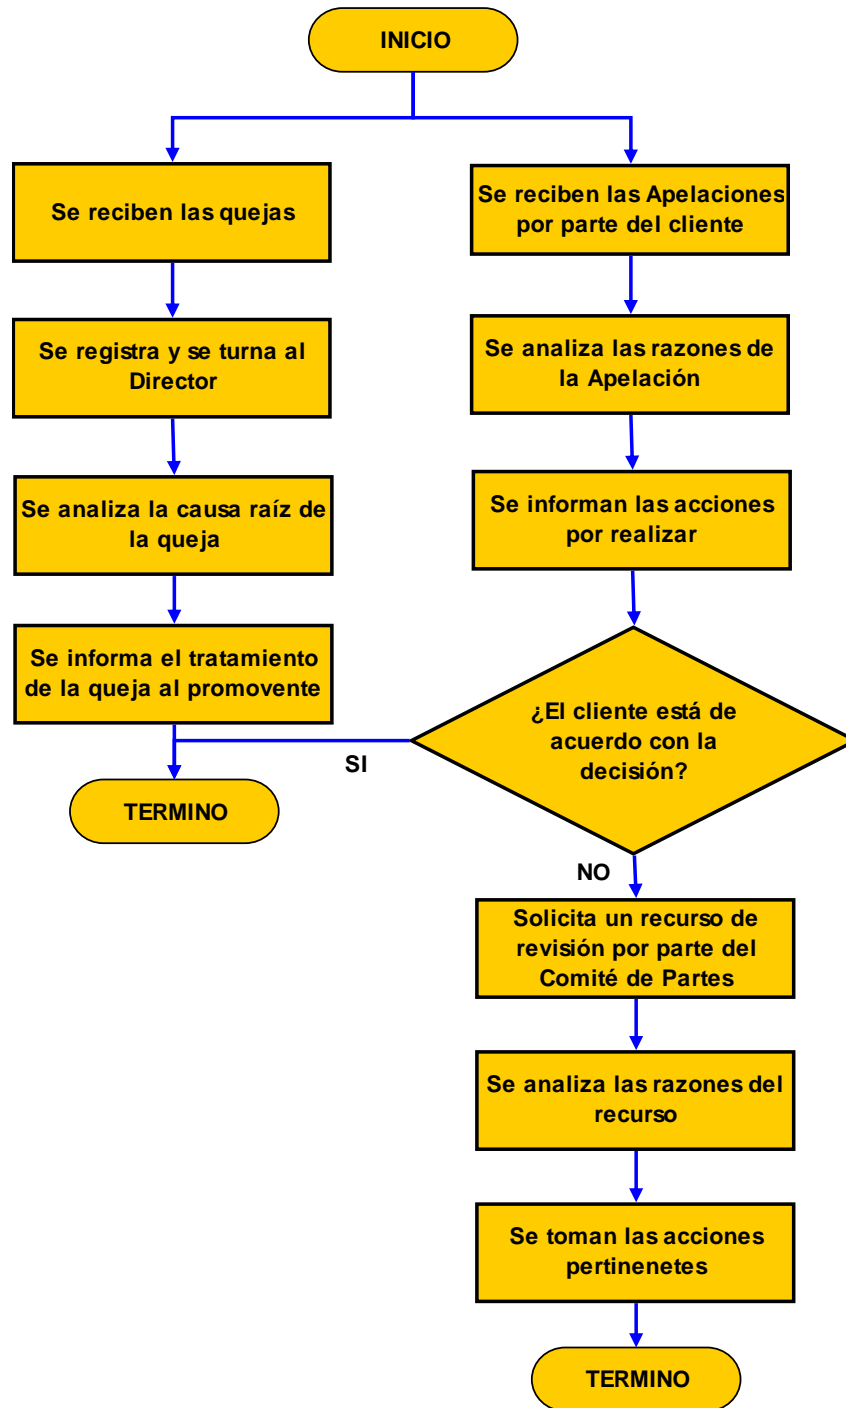 INICIO
Se reciben las quejas
Se registra y se turna al
Director
Se analiza la causa raíz de
la queja
Se informa el tratamiento
de la queja al promovente
TERMINO
Se reciben las Apelaciones
por parte del cliente
Se analiza las razones de
la Apelación
Se informan las acciones
por realizar
¿El cliente está de
acuerdo con la
decisión?
SI
NO
Solicita un recurso de
revisión por parte del
Comité de Partes
Se analiza las razones del
recurso
Se toman las acciones
pertinenetes
TERMINO